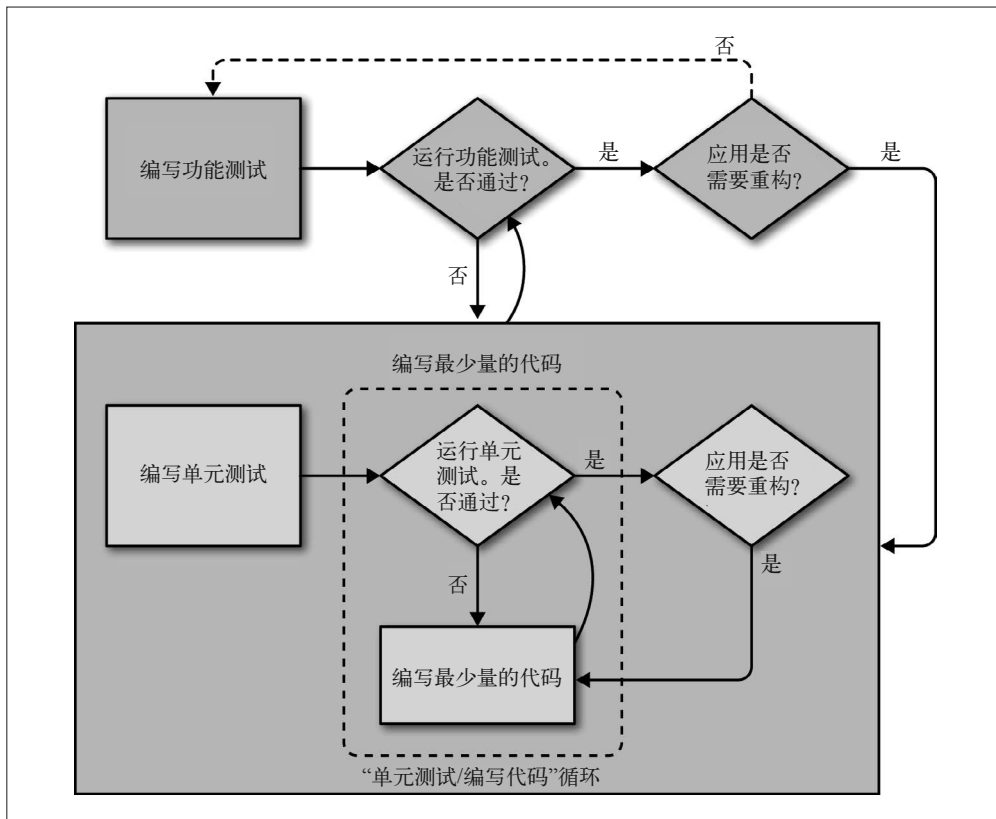 否
编写功能测试
运行功能测试。
是否通过？
是
应用是否
需要重构？
是
否
编写最少量的代码
编写单元测试
运行单元
测试。是
否通过？
是
应用是否
需要重构？
否
是
编写最少量的代码
“单元测试/编写代码”循环